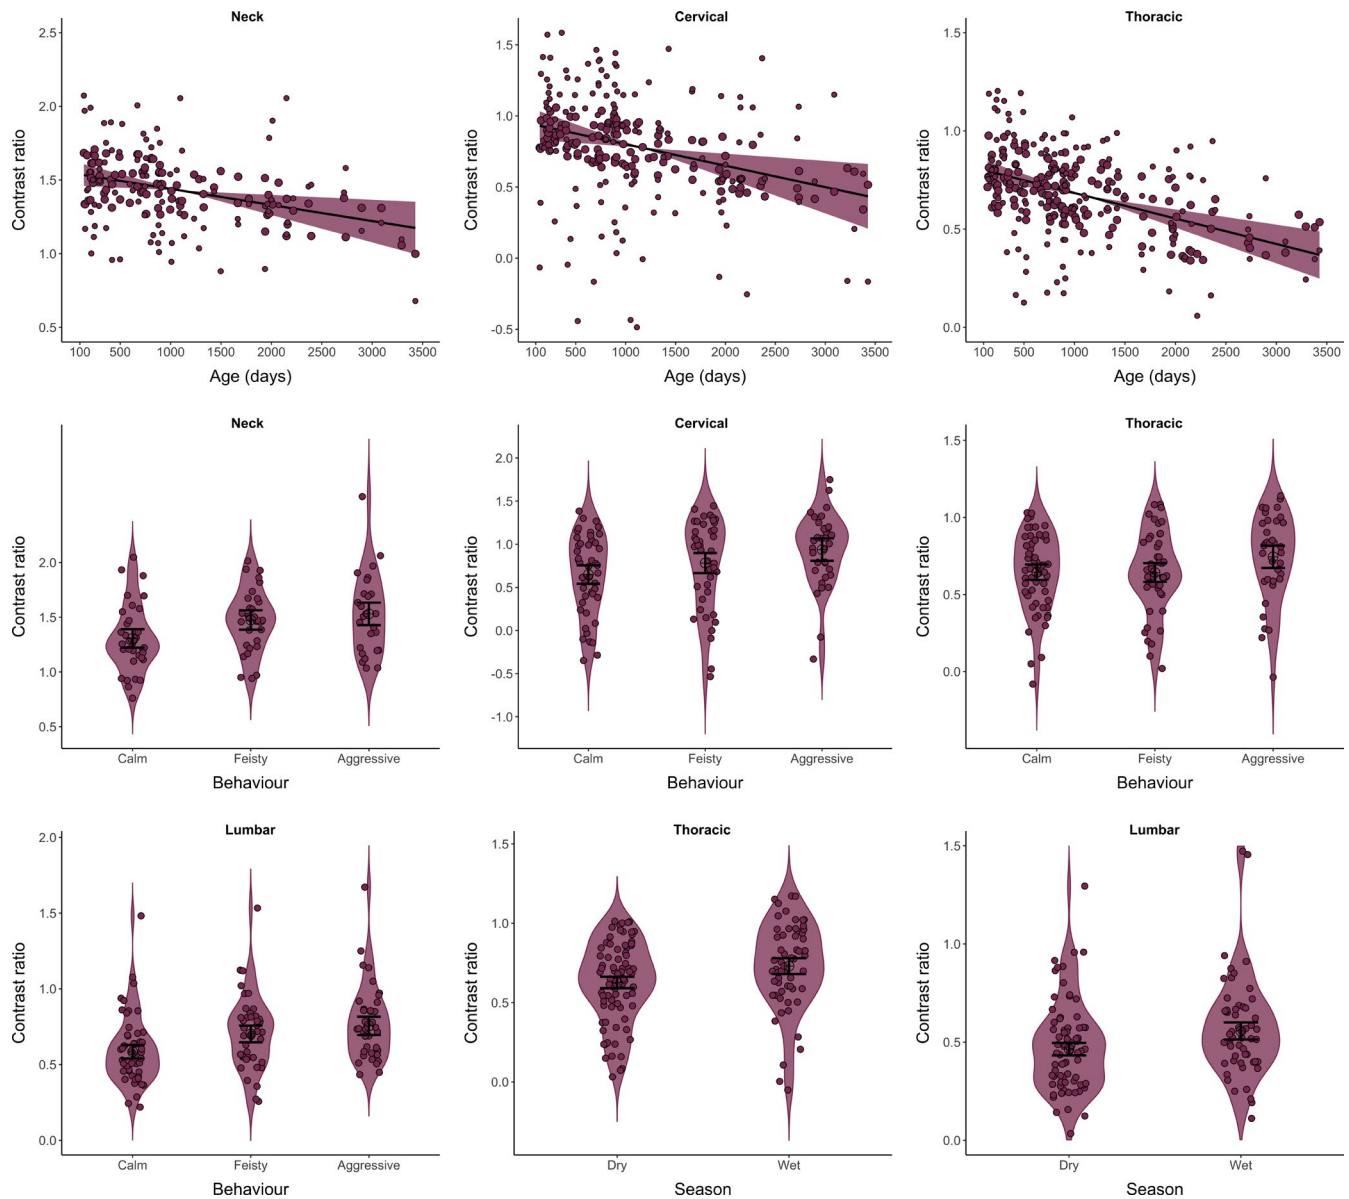 Neck
Contrast ratio
2.5
2.0
1.5
1.0
0.5
100 500 1000 1500 2000 2500 3000 3500
Age (days)
Cervical
Contrast ratio
1.5
1.0
0.5
0.0
-0.5
100 500 1000 1500 2000 2500 3000 3500
Age (days)
Thoracic
Contrast ratio
1.5
1.0
0.5
0.0
100 500 1000 1500 2000 2500 3000 3500
Age (days)
Neck
Contrast ratio
2.0
1.5
1.0
0.5
Calm Feisty Aggressive
Behaviour
Cervical
Contrast ratio
2.0
1.5
1.0
0.5
0.0
-0.5
-1.0
Calm Feisty Aggressive
Behaviour
Thoracic
Contrast ratio
1.5
1.0
0.5
0.0
Calm Feisty Aggressive
Behaviour
Lumbar
Contrast ratio
2.0
1.5
1.0
0.5
0.0
Calm Feisty Aggressive
Behaviour
Thoracic
Contrast ratio
1.5
1.0
0.5
0.0
Dry Wet
Season
Lumbar
Contrast ratio
1.5
1.0
0.5
0.0
Dry Wet
Season